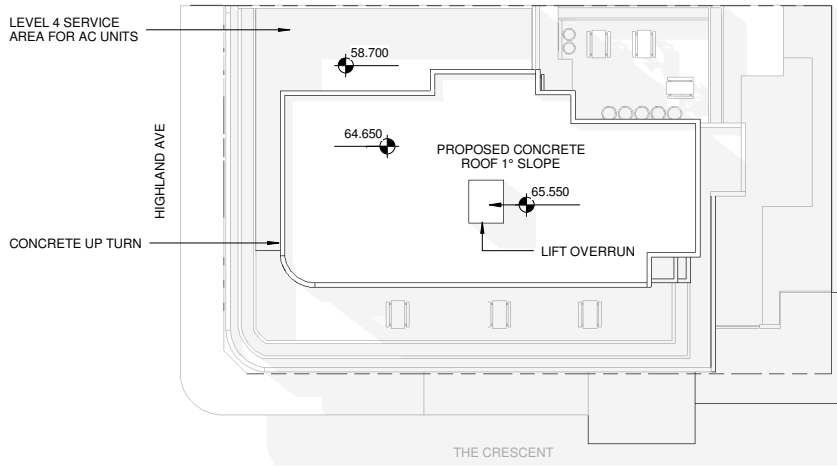 LEVEL 4 SERVICE
AREA FOR AC UNITS
58.700
64.650
PROPOSED CONCRETE
ROOF 1° SLOPE
65.550
HIGHLAND AVE
CONCRETE UP TURN
LIFT OVERRUN
THE CRESCENT